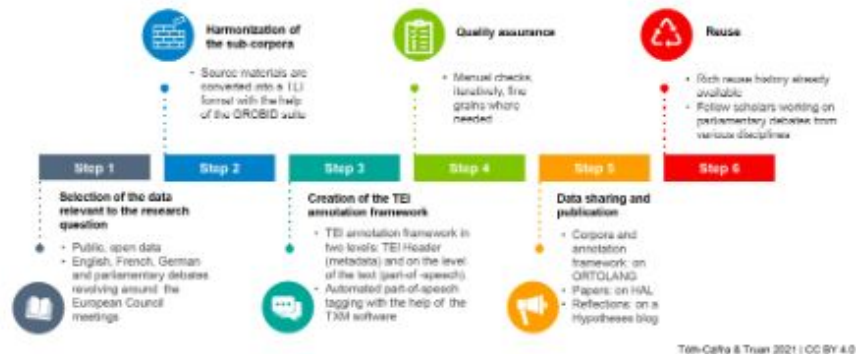 Harmonization of
the sub-corpora
• Source materials are
converted into a TEI
format with the help
of the GROBID suite
Quality assurance
• Manual checks,
iteratively, fine
grains where
needed
Reuse
• Rich reuse history already
available
• Fellow scholars working on
parliamentary debates from
various disciplines
Step 1
Step 2
Step 3
Step 4
Step 5
Step 6
Selection of the data
relevant to the research
question
• Public, open data
• English, French, German
and parliamentary debates
revolving around the
European Council
meetings
Creation of the TEI
annotation framework
• TEI annotation framework in
two levels: TEI Header
(metadata) and on the level
of the text (part-of-speech)
• Automated part-of-speech
tagging with the help of the
TXM software
Data sharing and
publication
• Corpora and
annotation
framework: on
ORTOLANG
• Papers: on HAL
• Reflections: on a
Hypotheses blog
& Truan 2021 | CC BY 4.0